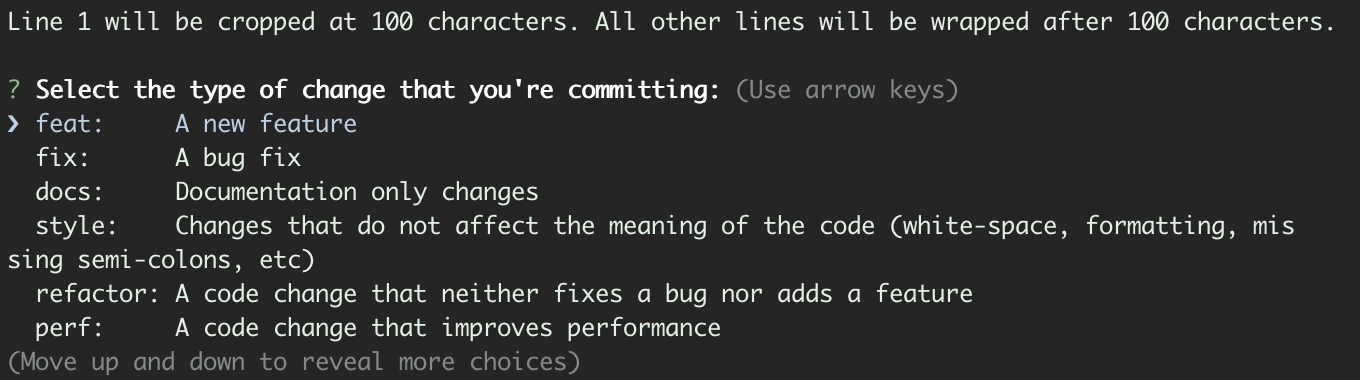 Line 1 will be cropped at 100 characters. All other lines will be wrapped after 100 characters.
? Select the type of change that you're committing: (Use arrow keys)
❯ feat:     A new feature
  fix:      A bug fix
  docs:     Documentation only changes
  style:    Changes that do not affect the meaning of the code (white-space, formatting, mis
sing semi-colons, etc)
  refactor: A code change that neither fixes a bug nor adds a feature
  perf:     A code change that improves performance
(Move up and down to reveal more choices)